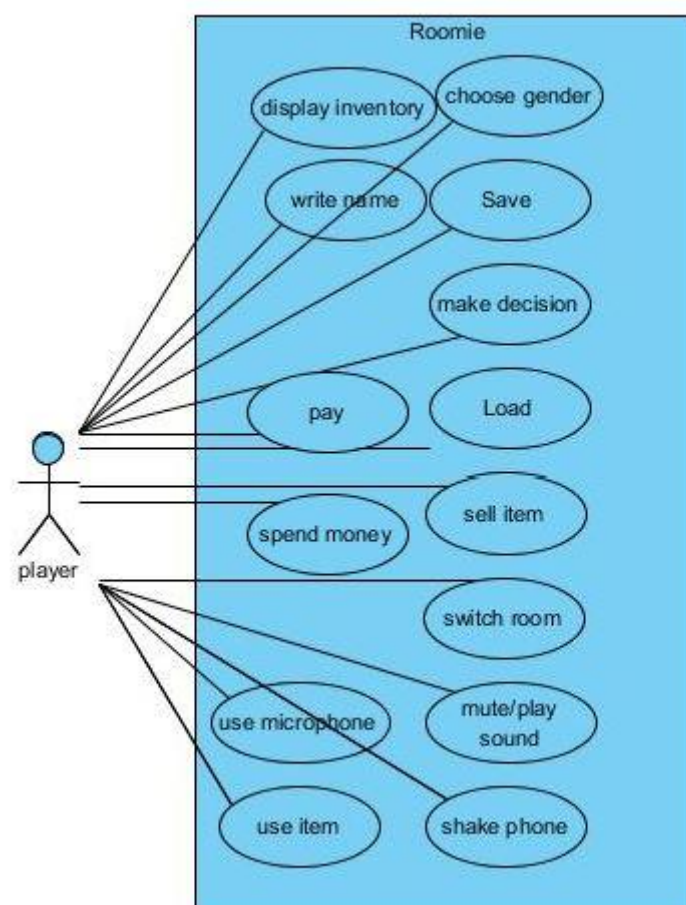 Roomie
display inventory
choose gender
write name
Save
make decision
pay
Load
sell item
spend money
player
switch room
use microphone
mute/play
sound
use item
shake phone